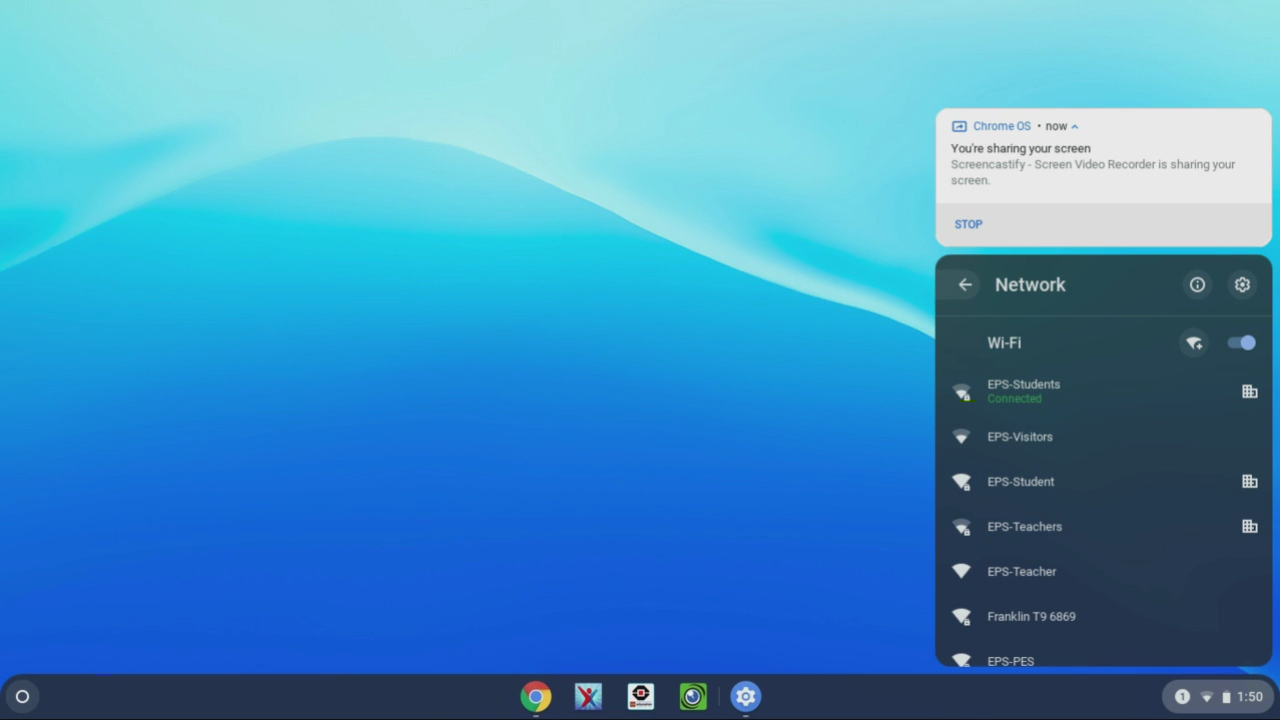 Chrome OS • now
You're sharing your screen
Screencastify - Screen Video Recorder is sharing your
screen.
STOP
Network
Wi-Fi
EPS-Students
Connected
EPS-Visitors
EPS-Student
EPS-Teachers
EPS-Teacher
Franklin T9 6869
EPS-PES
1 1:50